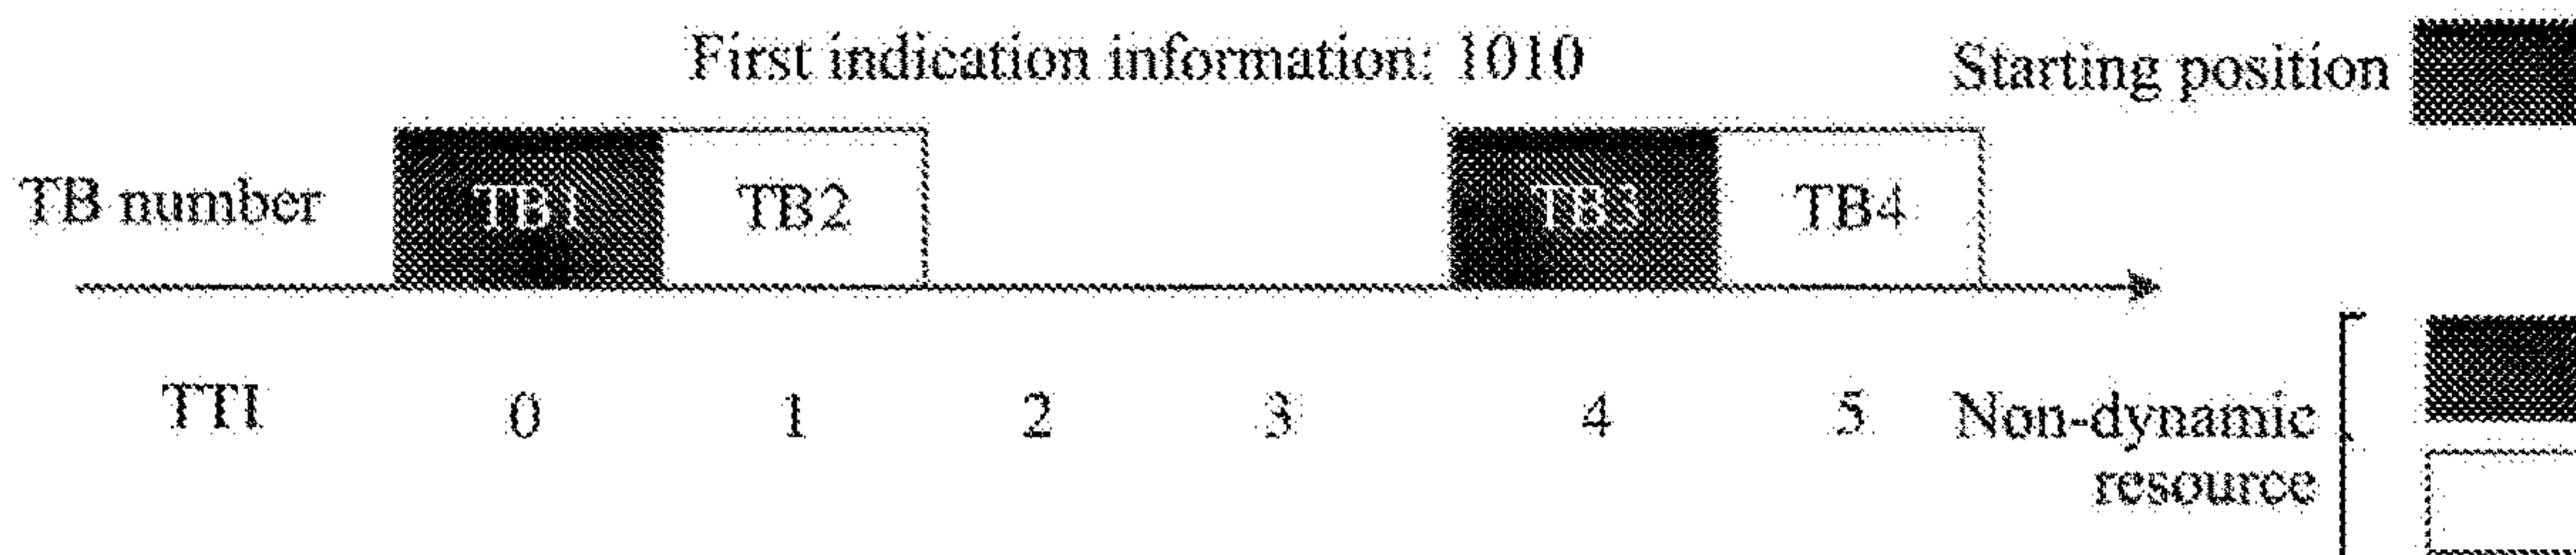 First indication information: 1010
Starting position
TB number TB1 TB2 TB3 TB4
TTI 0 1 2 3 4 5
Non-dynamic
resource